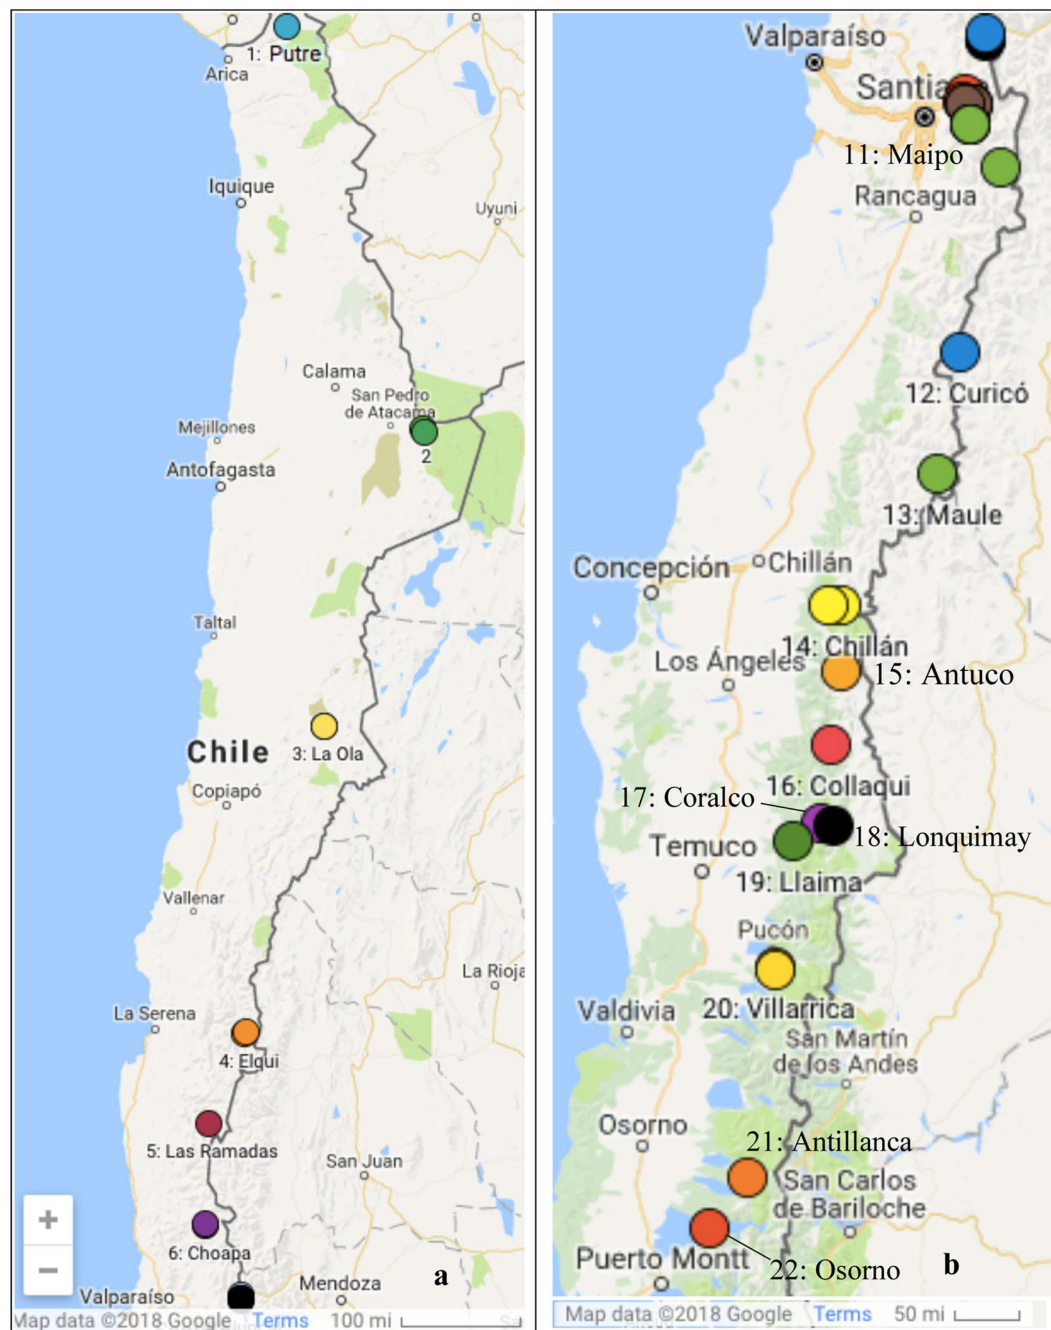 1: Putre
Arica
Iquique
Uyuni
Calama
San Pedro
de Atacama
Mejillones
2
Antofagasta
Taltal
Chile
3: La Ola
Copiapó
Vallenar
La Rioja
La Serena
4: Elqui
5: Las Ramadas
San Juan
6: Choapa
+
−
Valparaíso
Mendoza
a
Map data ©2018 Google
Terms
100 mi
Valparaíso
11: Maipo
Rancagua
12: Curicó
13: Maule
Concepción
Chillán
14: Chillán
Los Ángeles
15: Antuco
16: Collaqui
17: Coralco
18: Lonquimay
Temuco
19: Llaima
Pucón
20: Villarrica
Valdivia
San Martín
de los Andes
Osorno
21: Antillanca
San Carlos
de Bariloche
Puerto Montt
22: Osorno
b
Map data ©2018 Google
Terms
50 mi